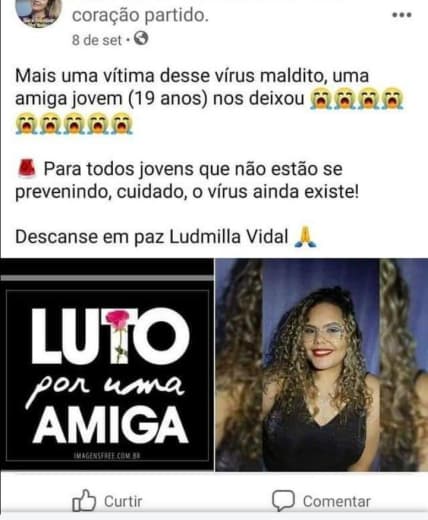 coração partido.
8 de set •
Mais uma vítima desse vírus maldito, uma
amiga jovem (19 anos) nos deixou 😭😭😭😭
😭😭😭😭😭
🚨 Para todos jovens que não estão se
prevenindo, cuidado, o vírus ainda existe!
Descanse em paz Ludmilla Vidal 🙏
LUTO
por uma
AMIGA
IMAGENSFREE.COM.BR
Curtir
Comentar